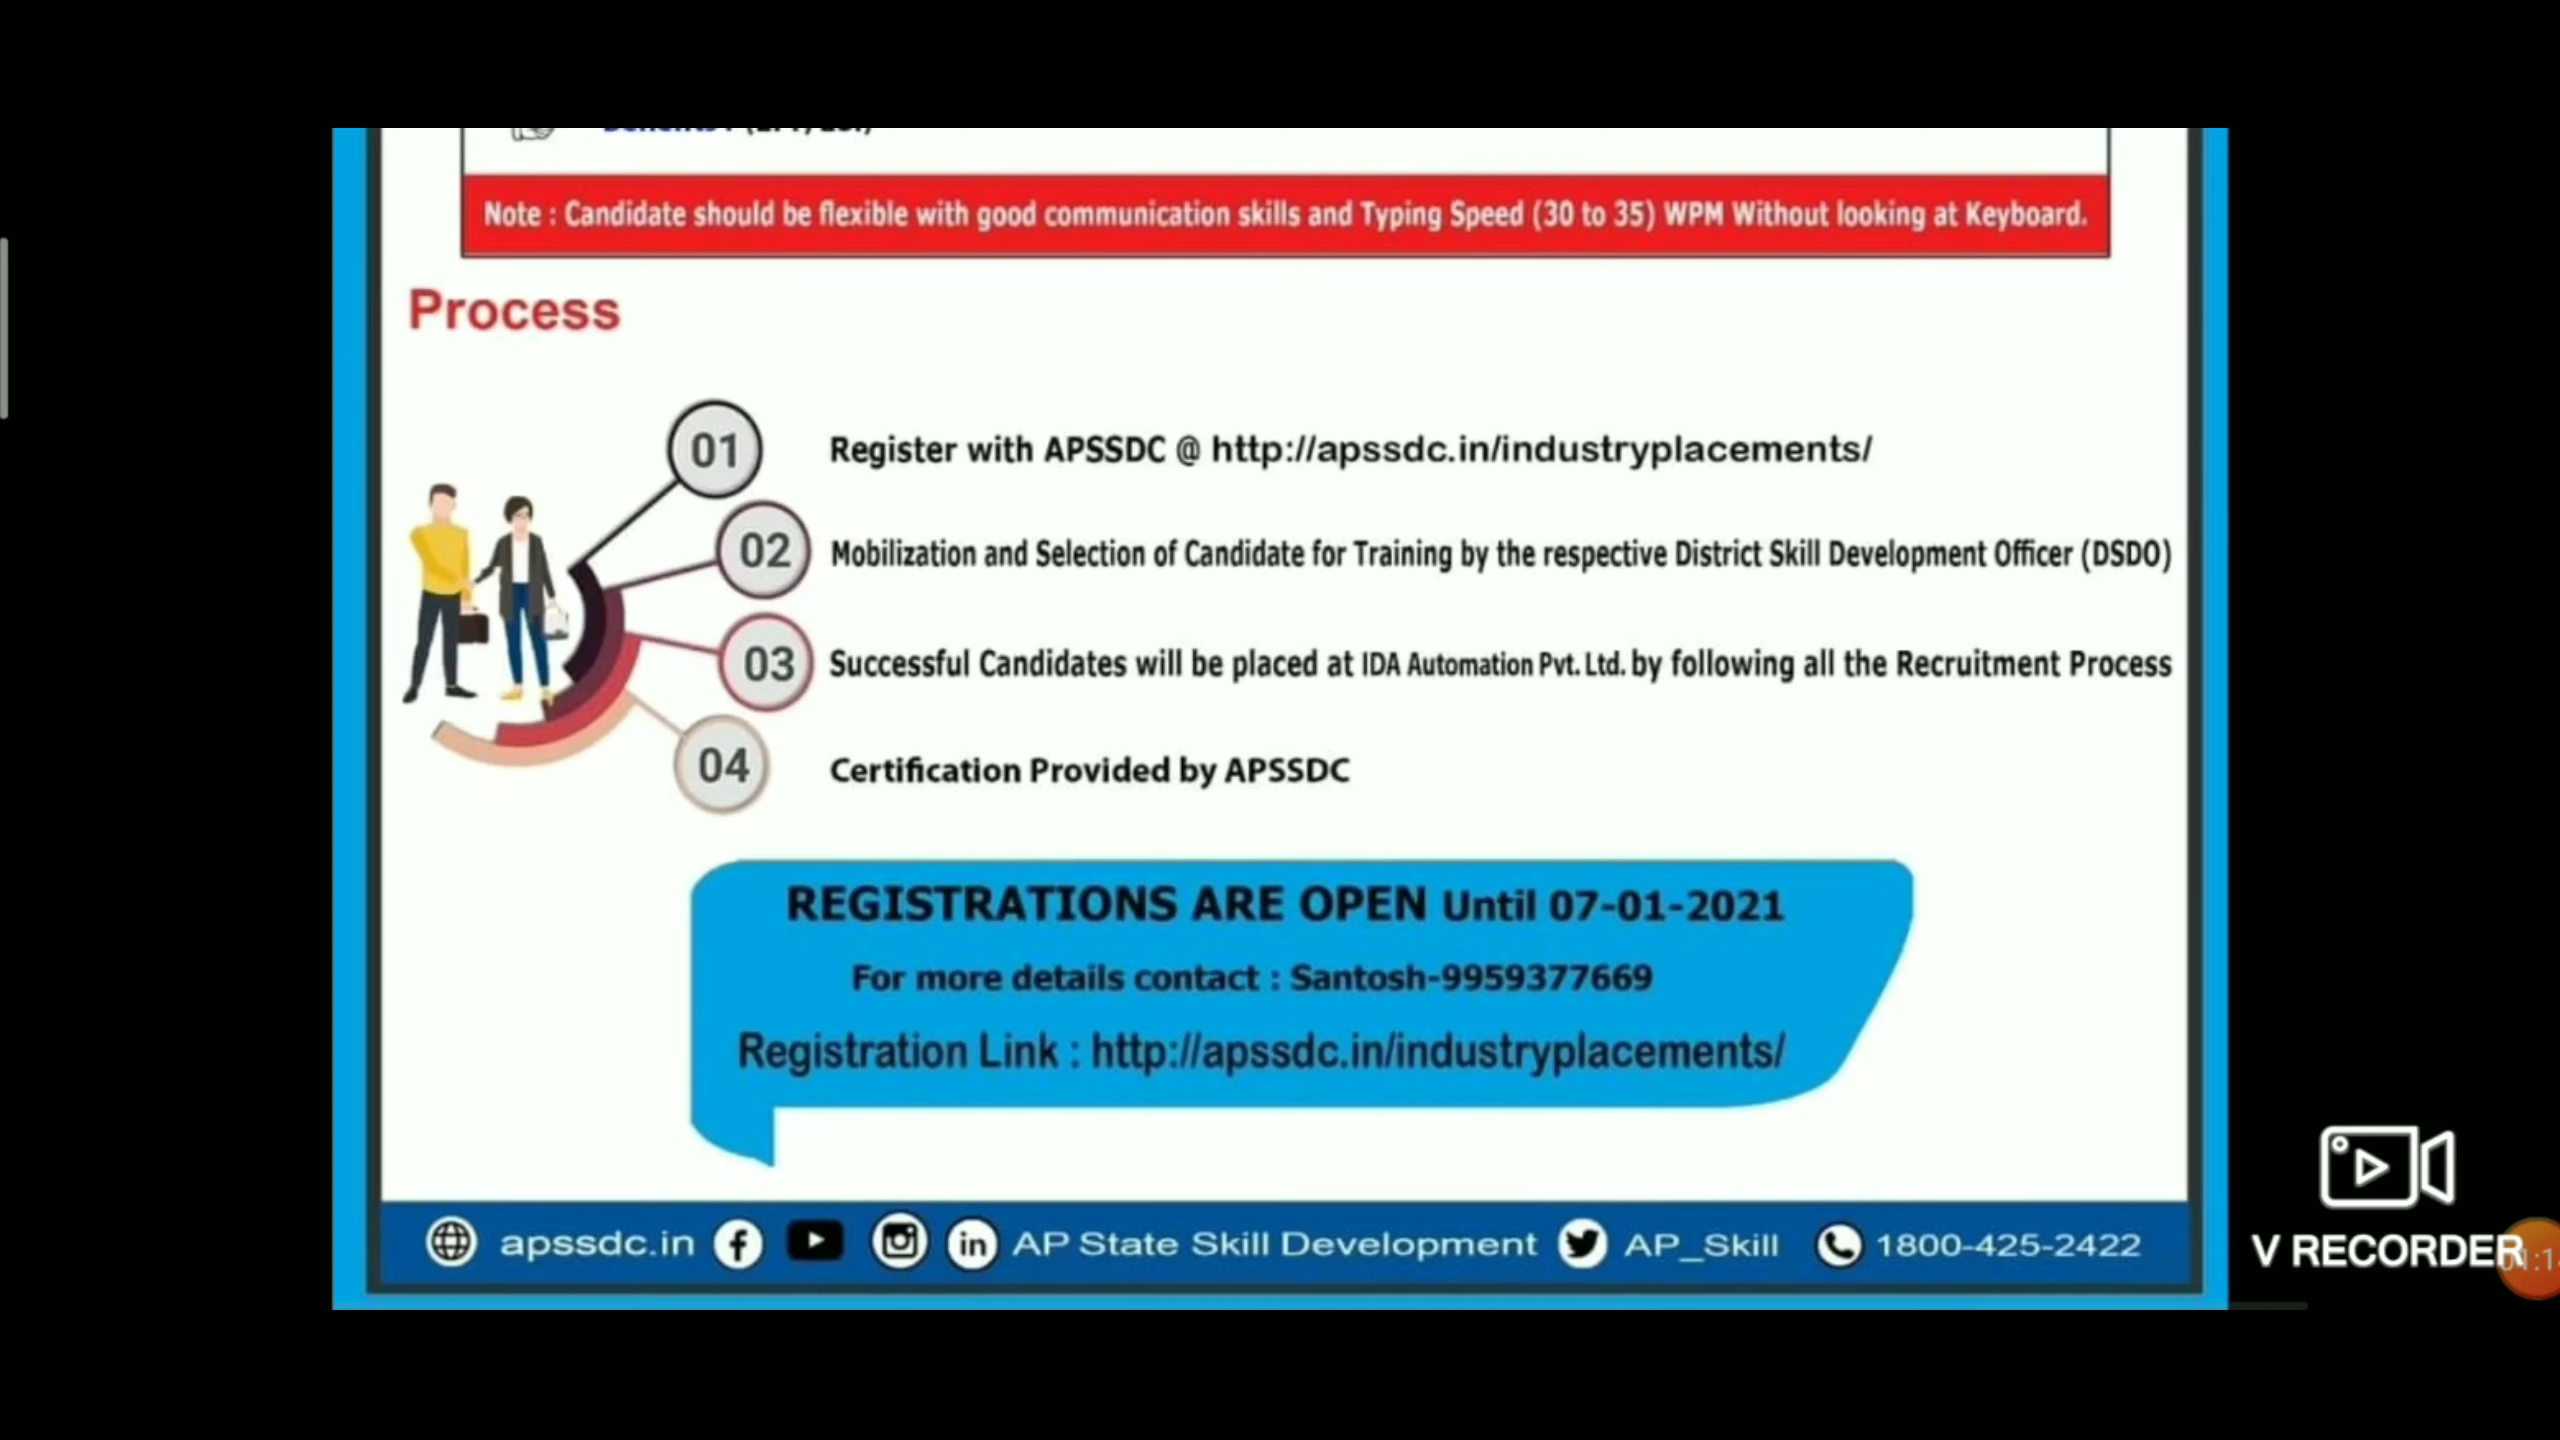 Note : Candidate should be flexible with good communication skills and Typing Speed (30 to 35) WPM Without looking at Keyboard.
Process
01 Register with APSSDC @ http://apssdc.in/industryplacements/
02 Mobilization and Selection of Candidate for Training by the respective District Skill Development Officer (DSDO)
03 Successful Candidates will be placed at IDA Automation Pvt. Ltd. by following all the Recruitment Process
04 Certification Provided by APSSDC
REGISTRATIONS ARE OPEN Until 07-01-2021
For more details contact : Santosh-9959377669
Registration Link : http://apssdc.in/industryplacements/
apssdc.in AP State Skill Development AP_Skill 1800-425-2422
V RECORDER